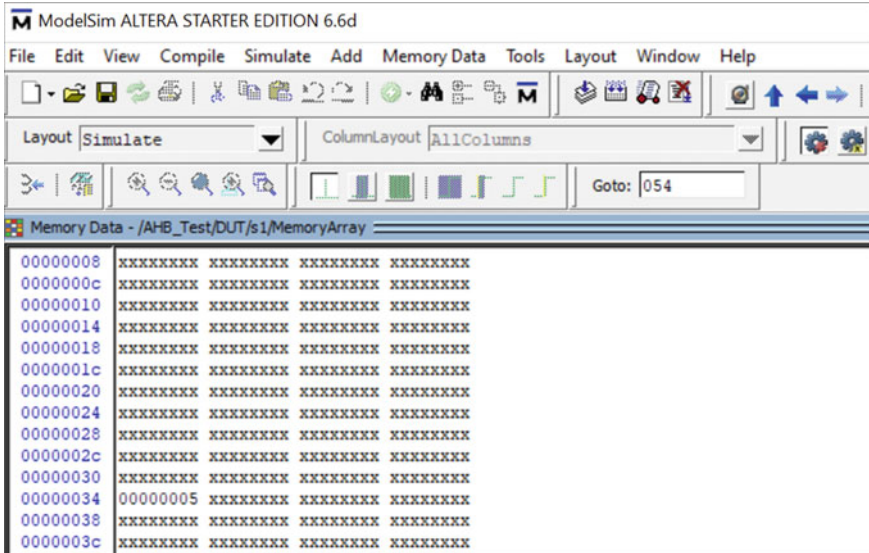 M ModelSim ALTERA STARTER EDITION 6.6d
File Edit View Compile Simulate Add Memory Data Tools Layout Window Help
Layout Simulate ColumnLayout AllColumns
Goto: 054
Memory Data - /AHB_Test/DUT/s1/MemoryArray
00000008 xxxxxxxx xxxxxxxx xxxxxxxx xxxxxxxx
0000000c xxxxxxxx xxxxxxxx xxxxxxxx xxxxxxxx
00000010 xxxxxxxx xxxxxxxx xxxxxxxx xxxxxxxx
00000014 xxxxxxxx xxxxxxxx xxxxxxxx xxxxxxxx
00000018 xxxxxxxx xxxxxxxx xxxxxxxx xxxxxxxx
0000001c xxxxxxxx xxxxxxxx xxxxxxxx xxxxxxxx
00000020 xxxxxxxx xxxxxxxx xxxxxxxx xxxxxxxx
00000024 xxxxxxxx xxxxxxxx xxxxxxxx xxxxxxxx
00000028 xxxxxxxx xxxxxxxx xxxxxxxx xxxxxxxx
0000002c xxxxxxxx xxxxxxxx xxxxxxxx xxxxxxxx
00000030 xxxxxxxx xxxxxxxx xxxxxxxx xxxxxxxx
00000034 00000005 xxxxxxxx xxxxxxxx xxxxxxxx
00000038 xxxxxxxx xxxxxxxx xxxxxxxx xxxxxxxx
0000003c xxxxxxxx xxxxxxxx xxxxxxxx xxxxxxxx